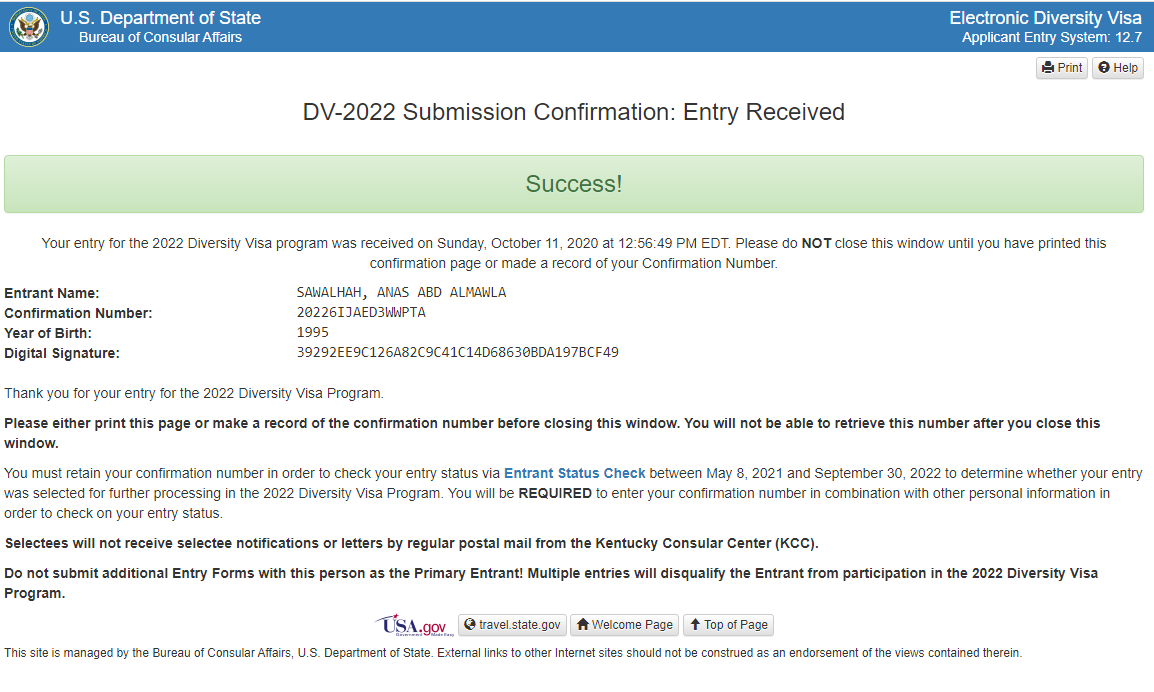 U.S. Department of State
Bureau of Consular Affairs
Electronic Diversity Visa
Applicant Entry System: 12.7
Print
Help
DV-2022 Submission Confirmation: Entry Received
Success!
Your entry for the 2022 Diversity Visa program was received on Sunday, October 11, 2020 at 12:56:49 PM EDT. Please do NOT close this window until you have printed this
confirmation page or made a record of your Confirmation Number.
Entrant Name: SAWALHAH, ANAS ABD ALMAWLA
Confirmation Number: 20226IJAED3WWPTA
Year of Birth: 1995
Digital Signature: 39292EE9C126A82C9C41C14D68630BDA197BCF49
Thank you for your entry for the 2022 Diversity Visa Program.
Please either print this page or make a record of the confirmation number before closing this window. You will not be able to retrieve this number after you close this
window.
You must retain your confirmation number in order to check your entry status via Entrant Status Check between May 8, 2021 and September 30, 2022 to determine whether your entry
was selected for further processing in the 2022 Diversity Visa Program. You will be REQUIRED to enter your confirmation number in combination with other personal information in
order to check on your entry status.
Selectees will not receive selectee notifications or letters by regular postal mail from the Kentucky Consular Center (KCC).
Do not submit additional Entry Forms with this person as the Primary Entrant! Multiple entries will disqualify the Entrant from participation in the 2022 Diversity Visa
Program.
USA.gov
Government Made Easy
travel.state.gov
Welcome Page
Top of Page
This site is managed by the Bureau of Consular Affairs, U.S. Department of State. External links to other Internet sites should not be construed as an endorsement of the views contained therein.